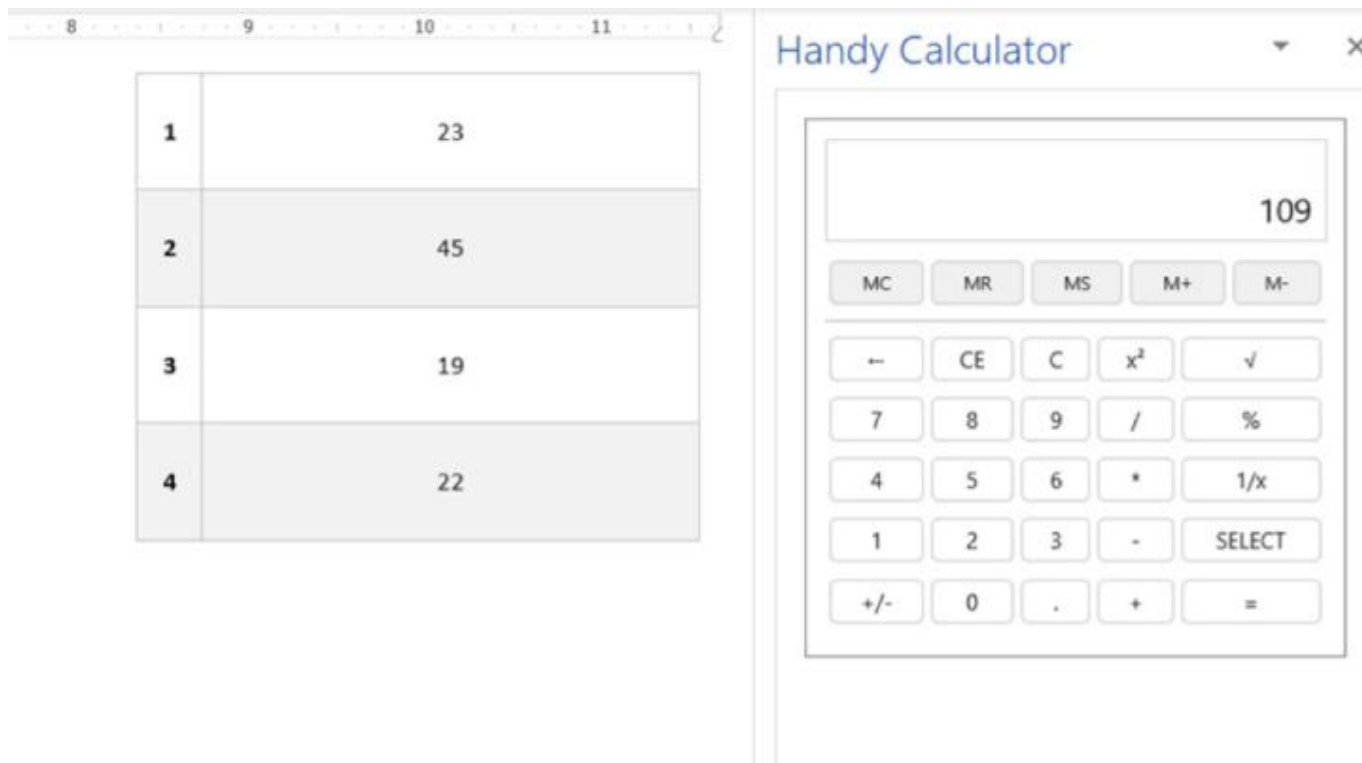 8 9 10 11
Handy Calculator
1 23
2 45
3 19
4 22
109
MC MR MS M+ M-
← CE C x² √
7 8 9 / %
4 5 6 * 1/x
1 2 3 - SELECT
+/- 0 . + =